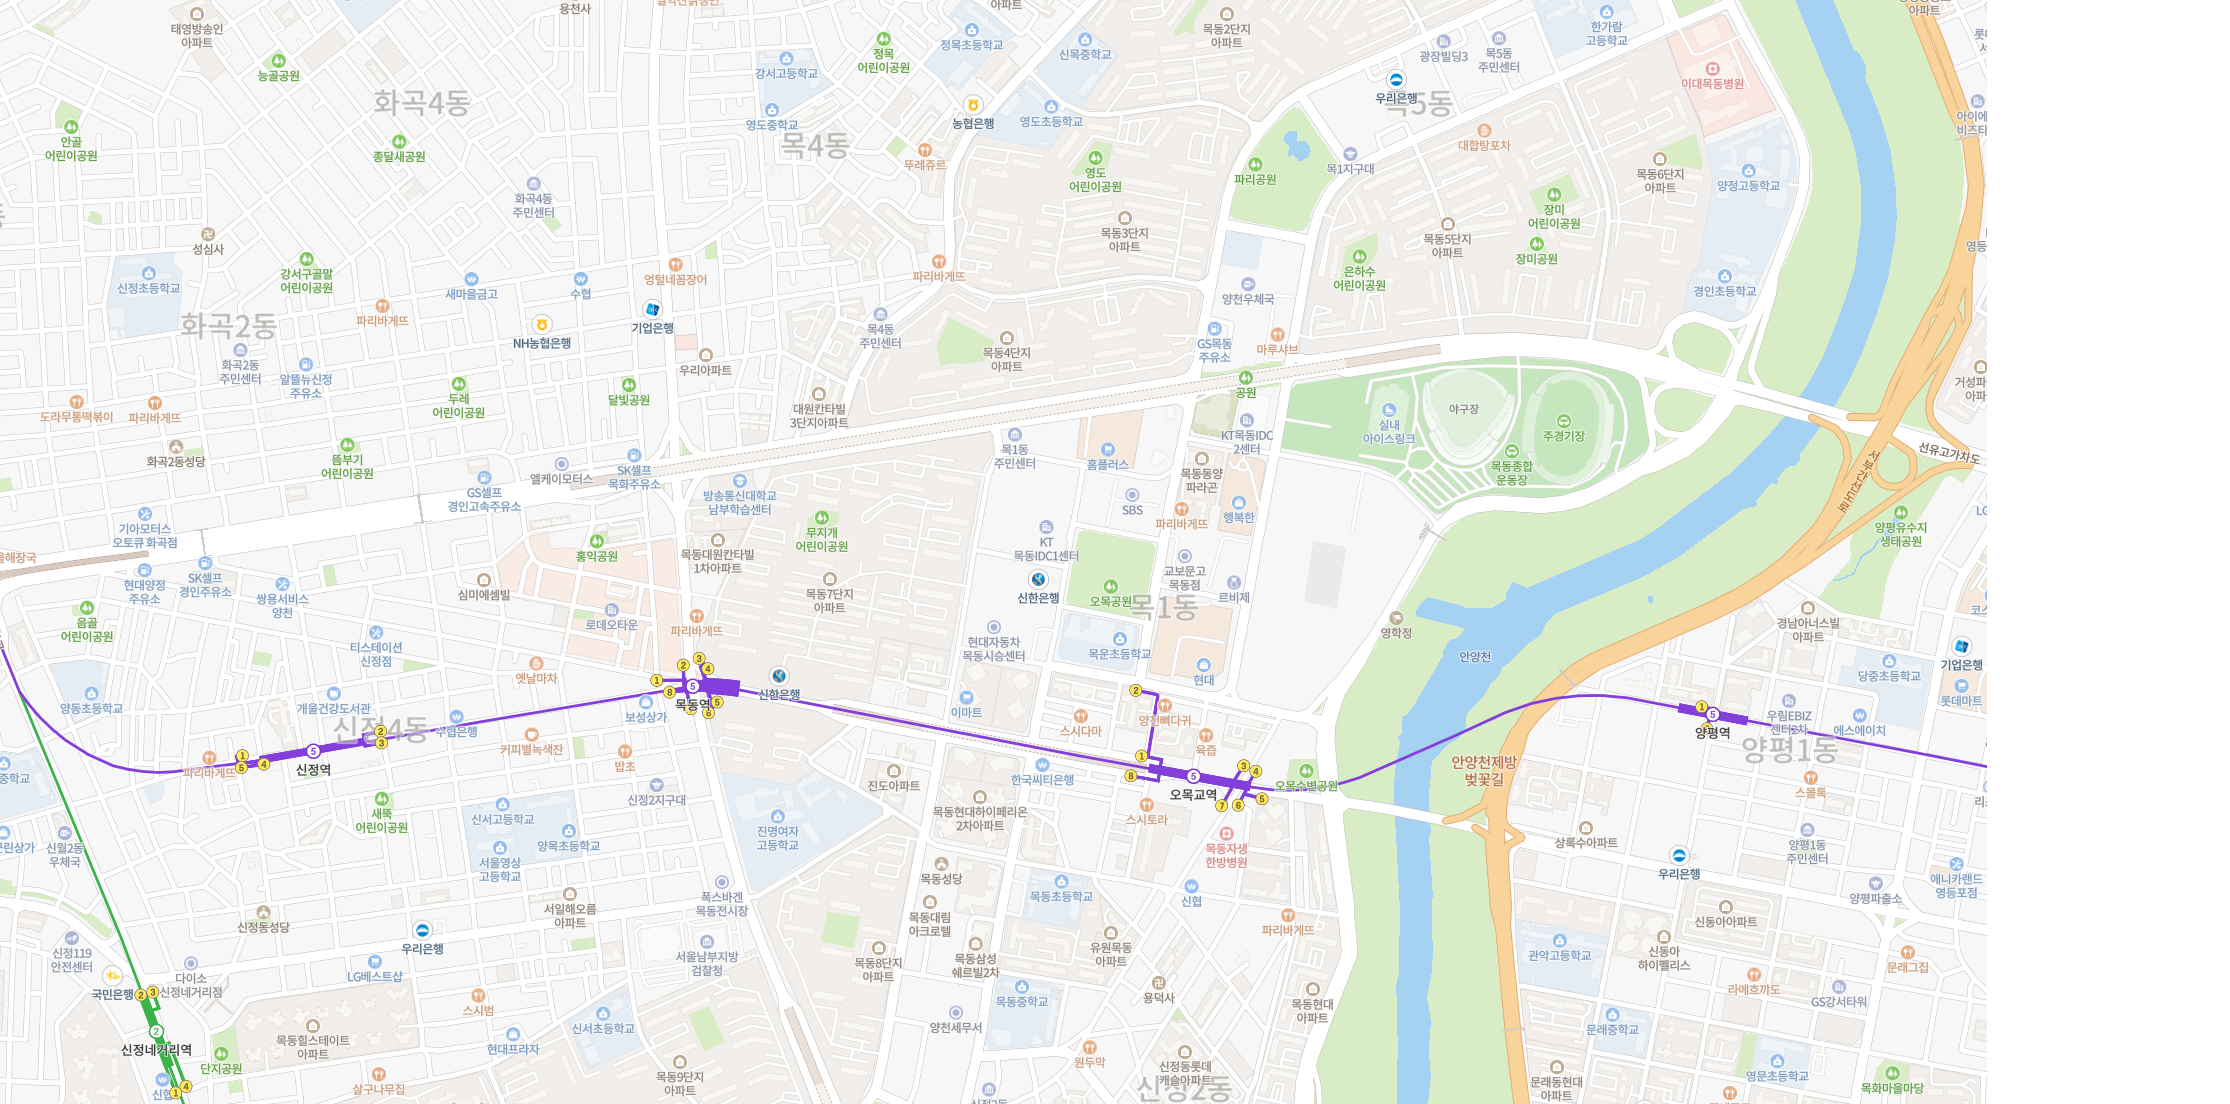 용천사
아파트
태영방송인
아파트
능골공원
화곡4동
강서고등학교
정목
어린이공원
정목초등학교
신목중학교
목동2단지
아파트
광장빌딩3
목5동
주민센터
한가람
고등학교
이대목동병원
우리은행
목5동
안골
어린이공원
종달새공원
영도중학교
목4동
농협은행
영도초등학교
뚜레쥬르
영도
어린이공원
파리공원
목1지구대
대합탕포차
목동6단지
아파트
양정고등학교
화곡4동
주민센터
장미
어린이공원
성심사
목동3단지
아파트
목동5단지
아파트
장미공원
신정초등학교
강서구골말
어린이공원
새마을금고
수협
엉털네꼼장어
파리바게뜨
은하수
어린이공원
양천우체국
경인초등학교
파리바게뜨
화곡2동
NH농협은행
기업은행
목4동
주민센터
GS목동
주유소
마루샤브
화곡2동
주민센터
알뜰뉴신정
주유소
우리아파트
목동4단지
아파트
공원
두레
어린이공원
달빛공원
도라무통떡볶이
파리바게뜨
대원칸타빌
3단지아파트
실내
아이스링크
야구장
주경기장
목동종합
운동장
화곡2동성당
뜸부기
어린이공원
엘케이모터스
SK셀프
목화주유소
목1동
주민센터
홈플러스
KT목동IDC
2센터
목동동양
파라곤
선유고가차도
서부간선도로
GS셀프
경인고속주유소
방송통신대학교
남부학습센터
SBS
파리바게뜨
행복한
기아모터스
오토큐 화곡점
무지개
어린이공원
양평유수지
생태공원
홍익공원
목동대원칸타빌
1차아파트
KT
목동IDC1센터
현대양정
주유소
SK셀프
경인주유소
쌍용서비스
양천
심미에셈빌
목동7단지
아파트
신한은행
오목공원
교보문고
목동점
르비제
목1동
음골
어린이공원
로데오타운
파리바게뜨
영학정
경남아너스빌
아파트
티스테이션
신정점
현대자동차
목동시승센터
목운초등학교
안양천
기업은행
옛날마차
신한은행
현대
당중초등학교
양동초등학교
개울건강도서관
보성상가
목동역
이마트
롯데마트
신정4동
수협은행
스시다마
양천뼈다귀
우림EBIZ
센터2차
에스에이치
양평역
양평1동
커피별녹색잔
밥초
육즙
파리바게뜨
신정역
안양천제방
벚꽃길
한국씨티은행
오목교역
오목수변공원
스몰톡
신정2지구대
진도아파트
목동현대하이페리온
2차아파트
스시토라
새뚝
어린이공원
신서고등학교
양목초등학교
진명여자
고등학교
신월2동
우체국
서울영상
고등학교
목동자생
한방병원
상록수아파트
양평1동
주민센터
우리은행
목동성당
목동초등학교
신협
폭스바겐
목동전시장
양평파출소
애니카랜드
영등포점
서일해오름
아파트
목동대림
아크로텔
파리바게뜨
신동아아파트
신정동성당
우리은행
신정119
안전센터
유원목동
아파트
관악고등학교
신동아
하이펠리스
서울남부지방
검찰청
목동8단지
아파트
목동삼성
쉐르빌2차
문래그집
다이소
신정네거리점
LG베스트샵
국민은행
용덕사
목동중학교
라메흐꺄도
GS강서타워
스시범
목동현대
아파트
양천세무서
신서초등학교
문래중학교
신정네거리역
목동힐스테이트
아파트
현대프라자
단지공원
원두막
신정동롯데
캐슬아파트
목동9단지
아파트
문래동현대
아파트
영문초등학교
목화마을마당
살구나무집
신정2동